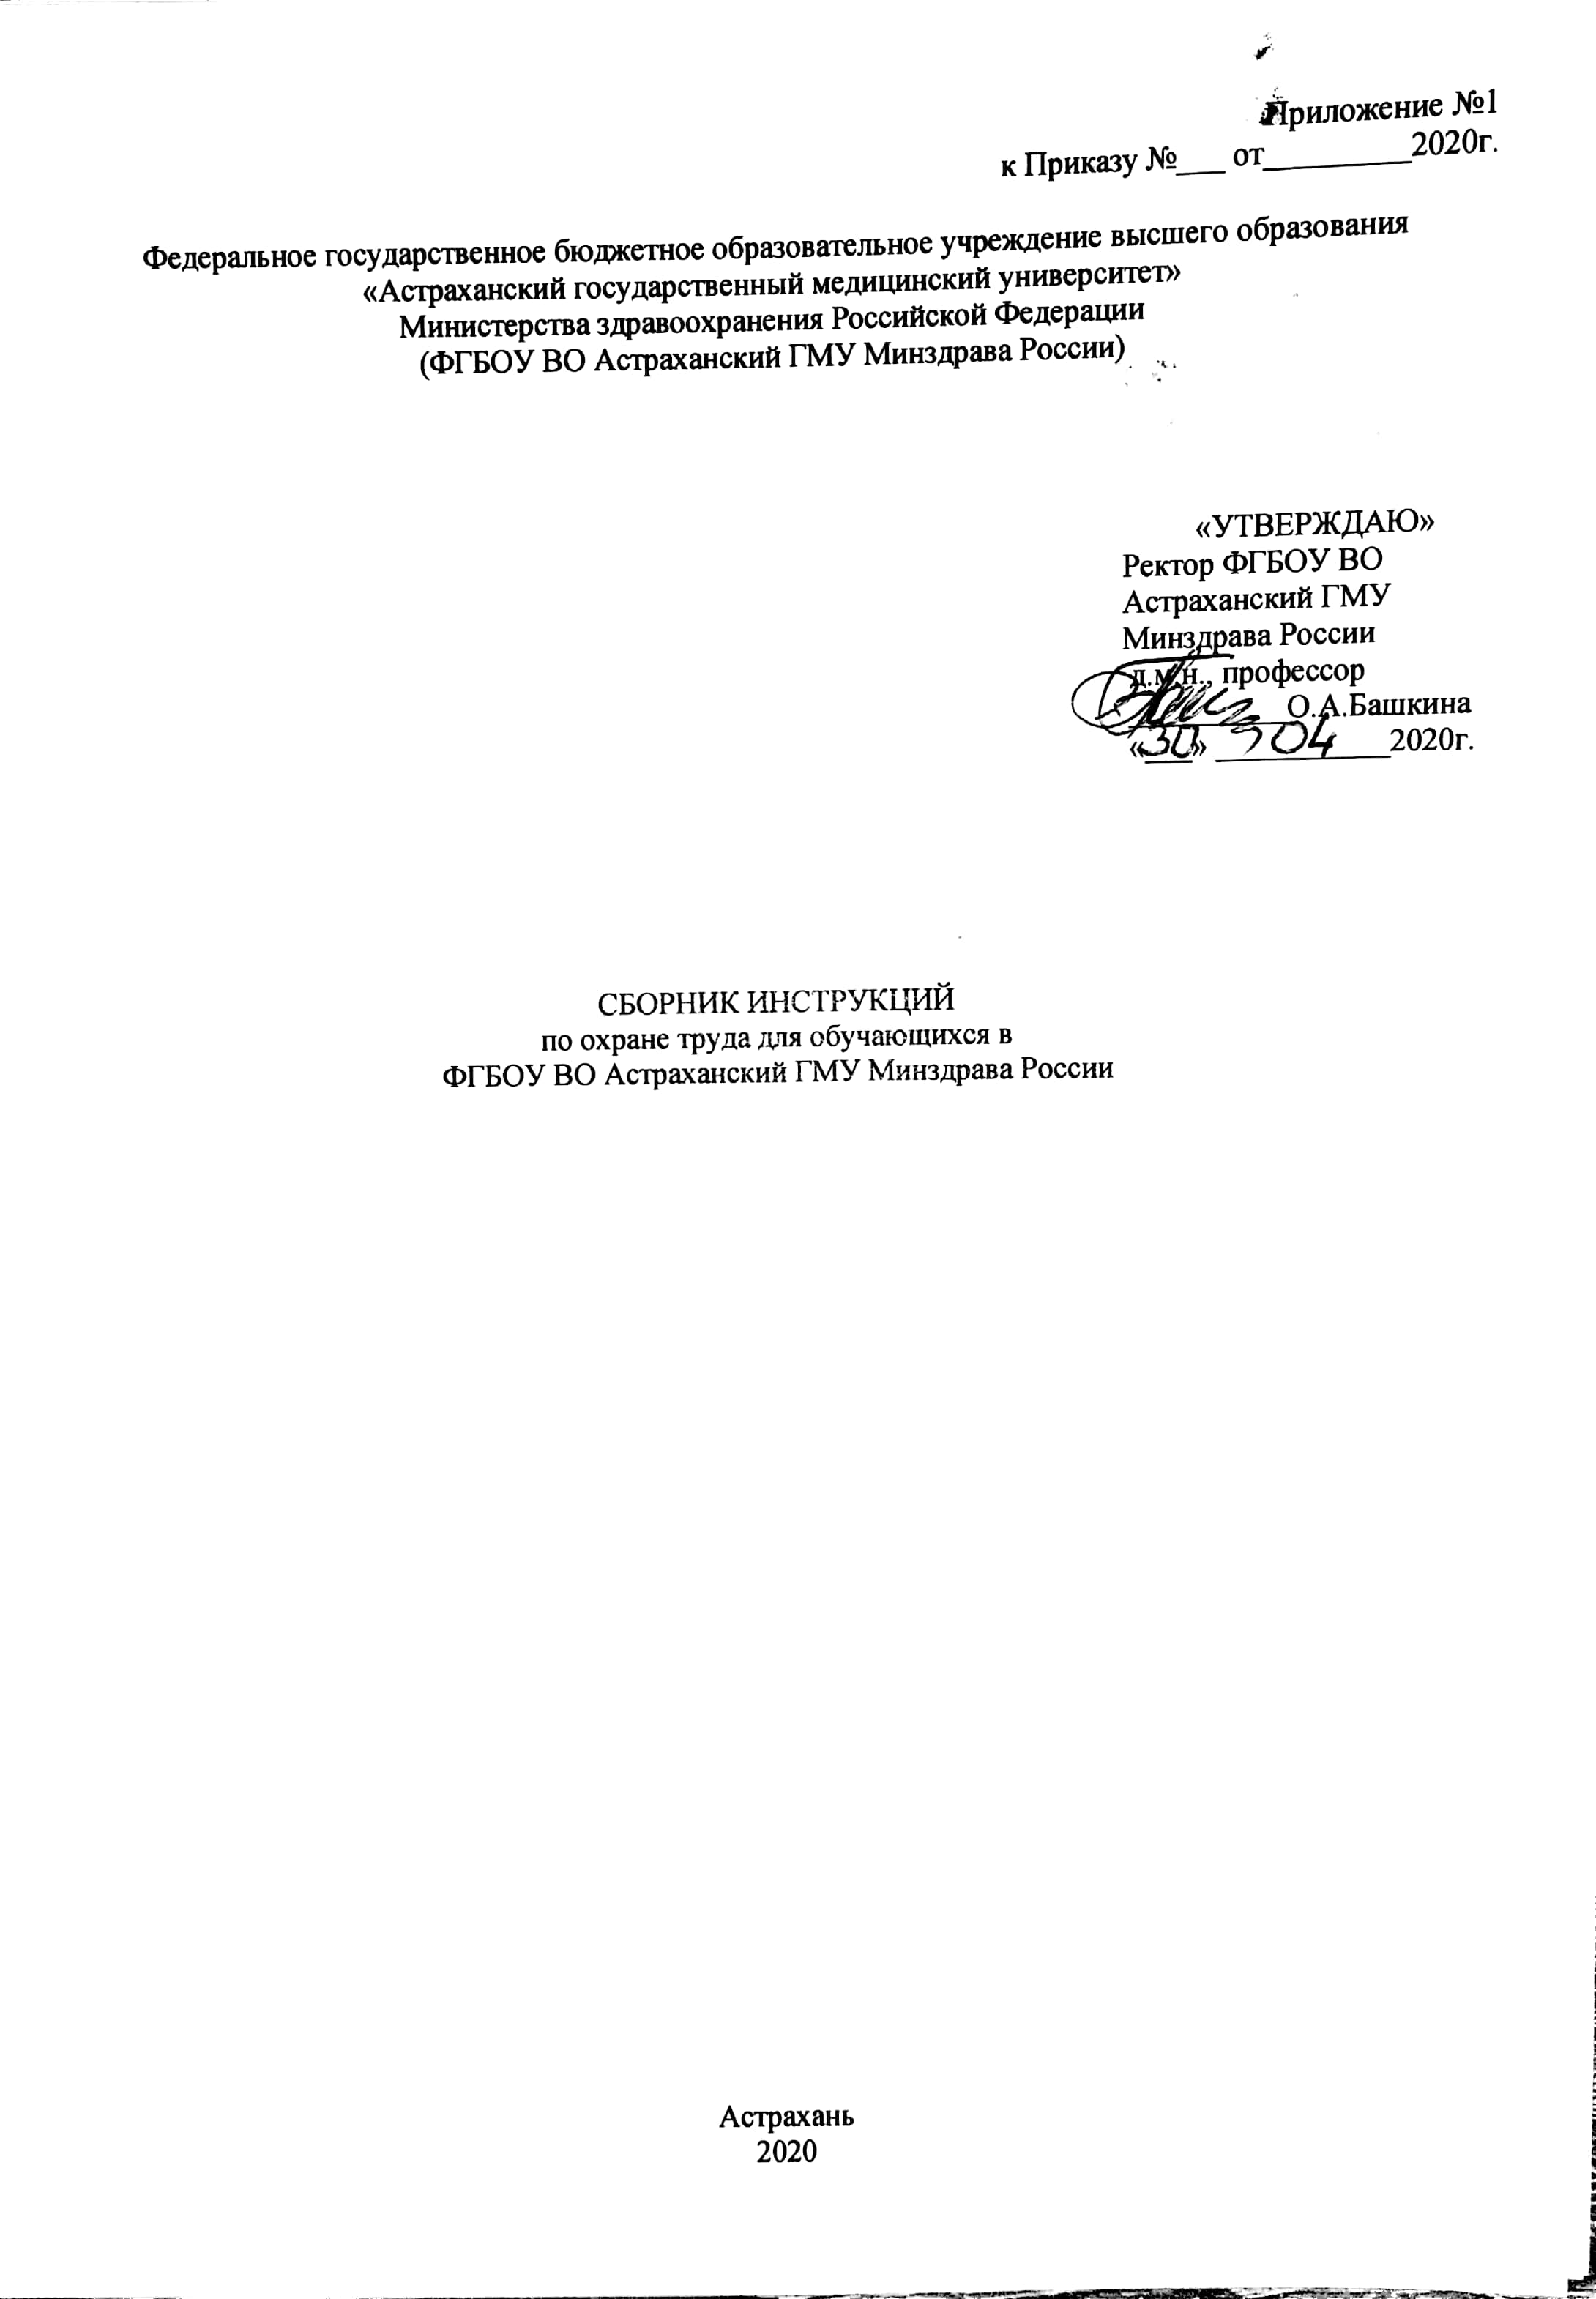 Приложение №1
к Приказу №___ от_________2020г.
Федеральное государственное бюджетное образовательное учреждение высшего образования
«Астраханский государственный медицинский университет»
Министерства здравоохранения Российской Федерации
(ФГБОУ ВО Астраханский ГМУ Минздрава России)
«УТВЕРЖДАЮ»
Ректор ФГБОУ ВО
Астраханский ГМУ
Минздрава России
д.м.н., профессор
О.А.Башкина
«30» 04 2020г.
СБОРНИК ИНСТРУКЦИЙ
по охране труда для обучающихся в
ФГБОУ ВО Астраханский ГМУ Минздрава России
Астрахань
2020